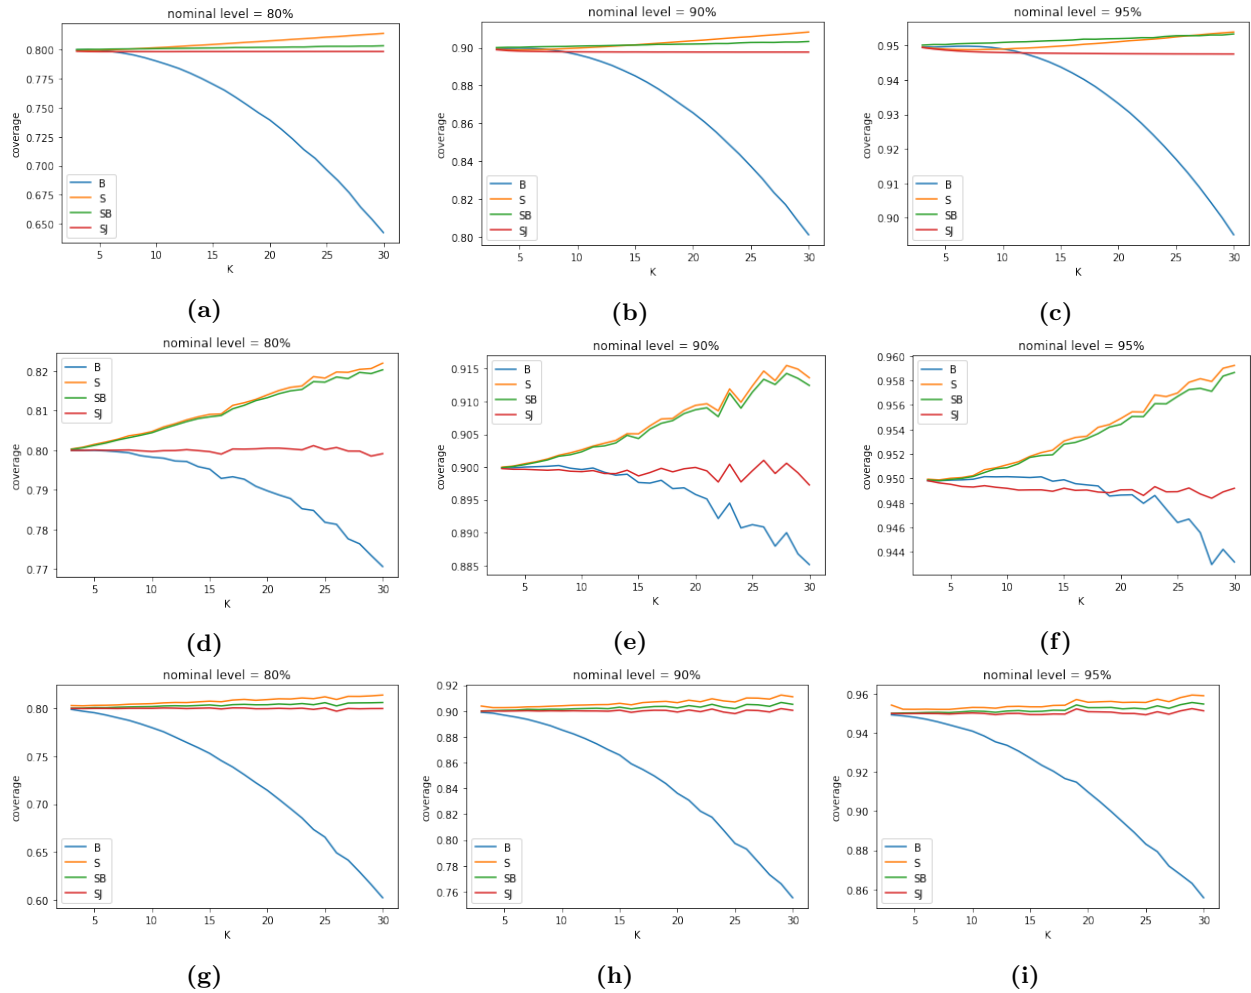 nominal level = 80%
coverage
0.800
0.775
0.750
0.725
0.700
0.675
0.650
B
S
SB
SJ
5 10 15 20 25 30
K
(a)
nominal level = 90%
coverage
0.90
0.88
0.86
0.84
0.82
0.80
B
S
SB
SJ
5 10 15 20 25 30
K
(b)
nominal level = 95%
coverage
0.95
0.94
0.93
0.92
0.91
0.90
B
S
SB
SJ
5 10 15 20 25 30
K
(c)
nominal level = 80%
coverage
0.82
0.81
0.80
0.79
0.78
0.77
B
S
SB
SJ
5 10 15 20 25 30
K
(d)
nominal level = 90%
coverage
0.915
0.910
0.905
0.900
0.895
0.890
0.885
B
S
SB
SJ
5 10 15 20 25 30
K
(e)
nominal level = 95%
coverage
0.960
0.958
0.956
0.954
0.952
0.950
0.948
0.946
0.944
B
S
SB
SJ
5 10 15 20 25 30
K
(f)
nominal level = 80%
coverage
0.80
0.75
0.70
0.65
0.60
B
S
SB
SJ
5 10 15 20 25 30
K
(g)
nominal level = 90%
coverage
0.92
0.90
0.88
0.86
0.84
0.82
0.80
0.78
0.76
B
S
SB
SJ
5 10 15 20 25 30
K
(h)
nominal level = 95%
coverage
0.96
0.94
0.92
0.90
0.88
0.86
B
S
SB
SJ
5 10 15 20 25 30
K
(i)